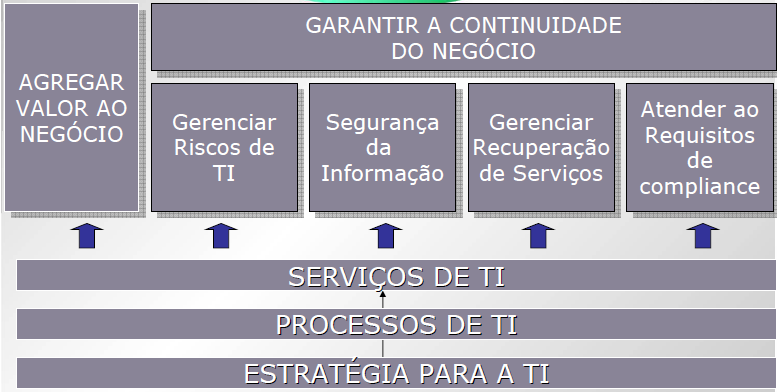 GARANTIR A CONTINUIDADE
DO NEGÓCIO
AGREGAR
VALOR AO
NEGÓCIO
Gerenciar
Riscos de
TI
Segurança
da
Informação
Gerenciar
Recuperação
de Serviços
Atender ao
Requisitos
de
compliance
SERVIÇOS DE TI
PROCESSOS DE TI
ESTRATÉGIA PARA A TI